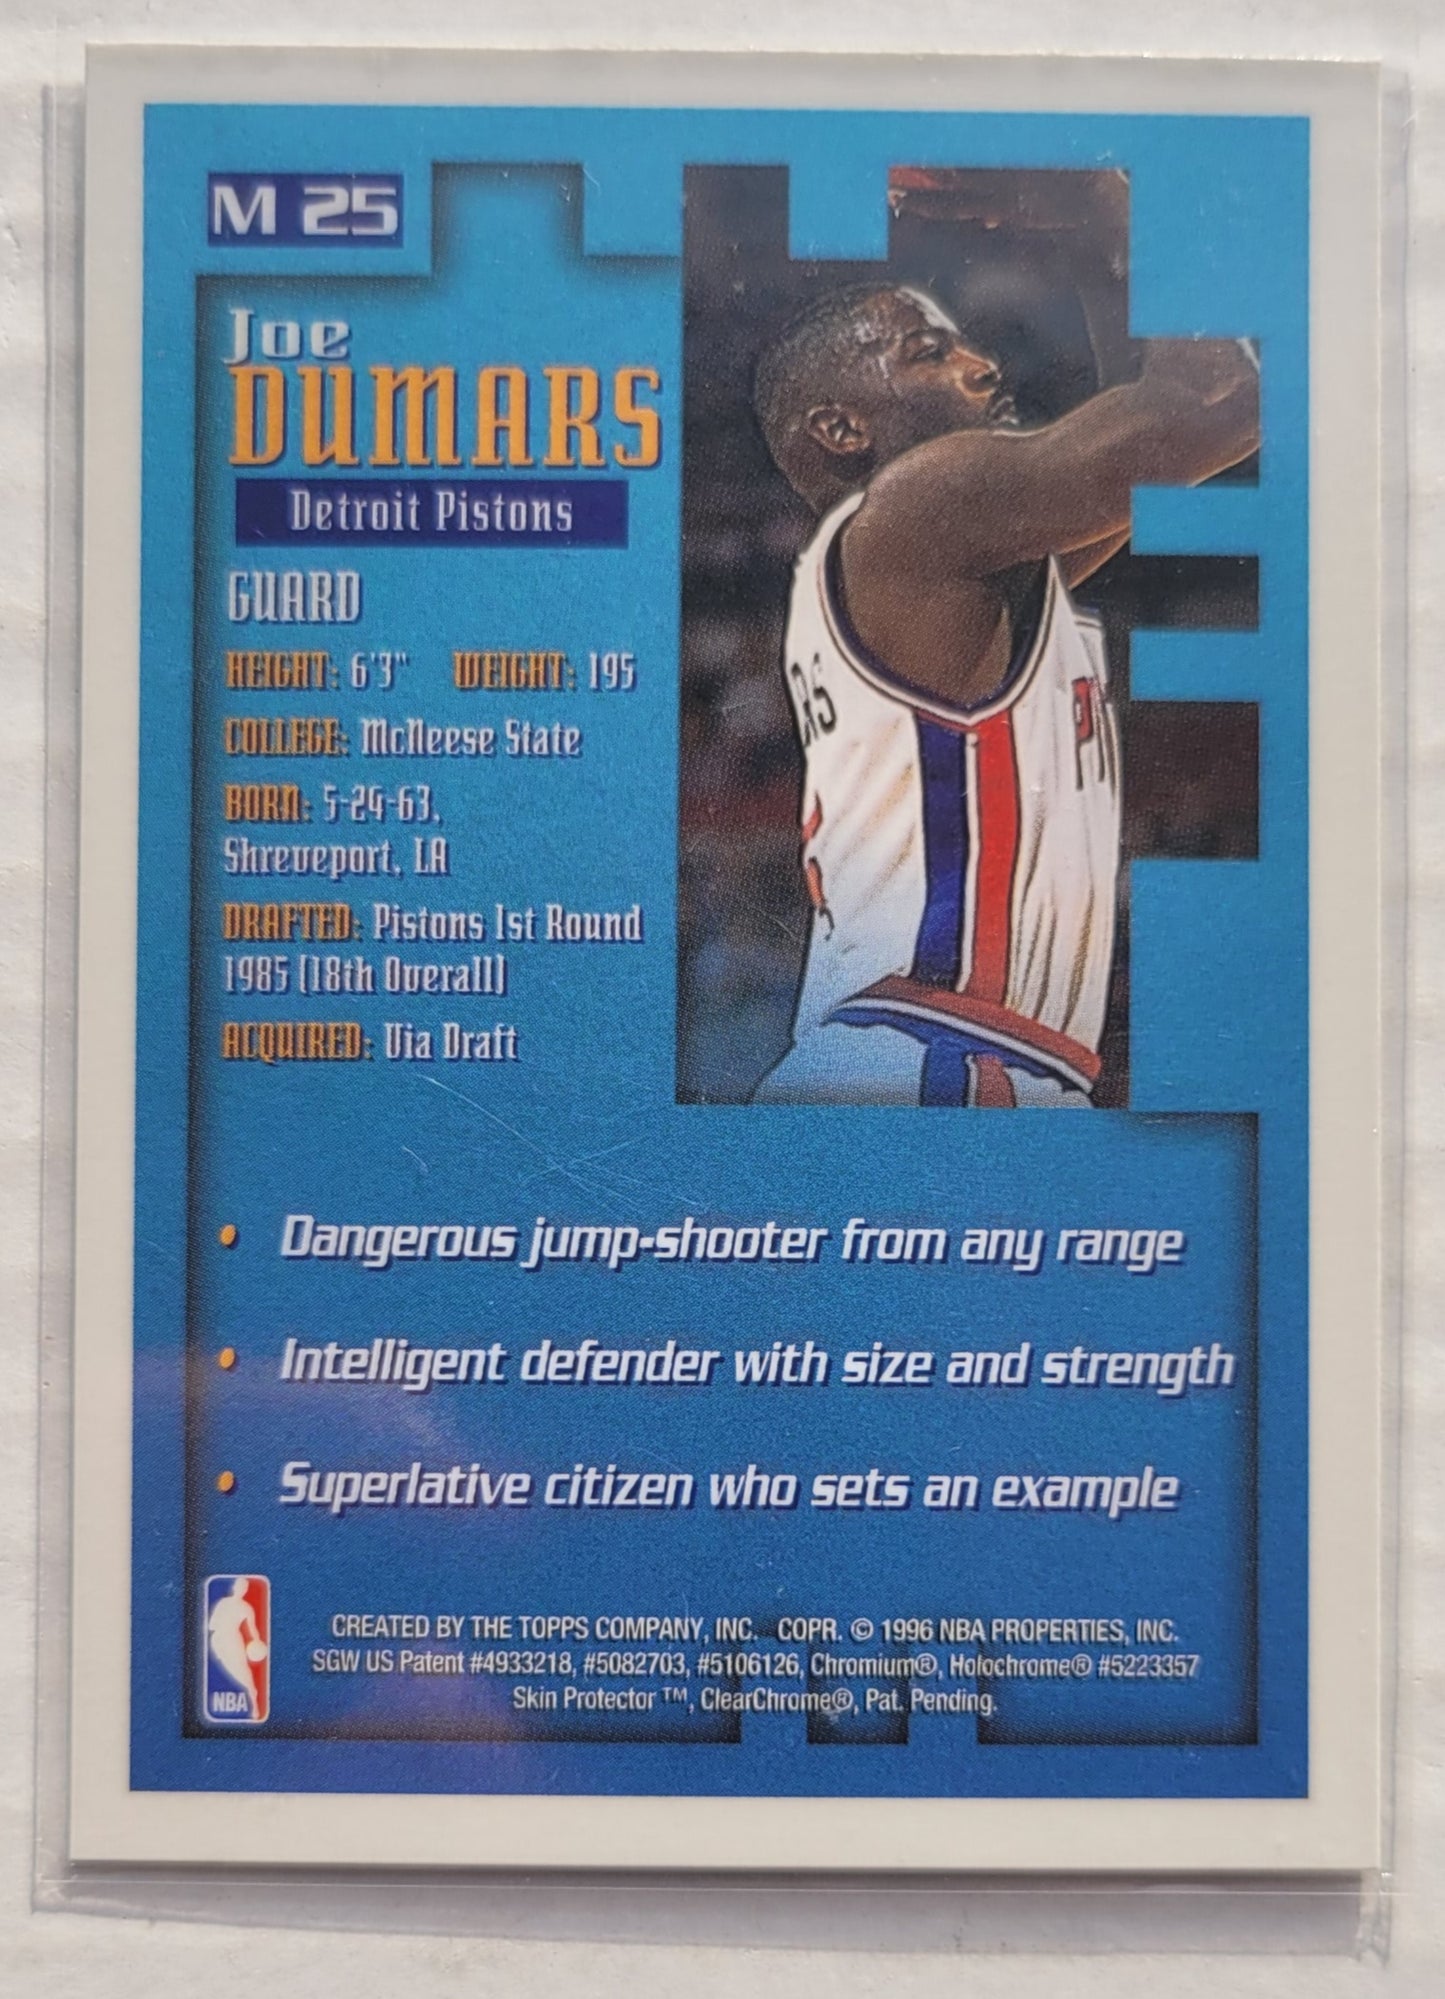 M 25
Joe
DUMARS
Detroit Pistons
GUARD
HEIGHT: 6'3" WEIGHT: 195
COLLEGE: McNeese State
BORN: 5-24-63,
Shreveport, LA
DRAFTED: Pistons 1st Round
1985 (18th Overall)
ACQUIRED: Via Draft
• Dangerous jump-shooter from any range
• Intelligent defender with size and strength
• Superlative citizen who sets an example
NBA
CREATED BY THE TOPPS COMPANY, INC. COPR. © 1996 NBA PROPERTIES, INC.
SGW US Patent #4933218, #5082703, #5106126, Chromium®, Holochrome® #5223357
Skin Protector™, ClearChrome®, Pat. Pending.